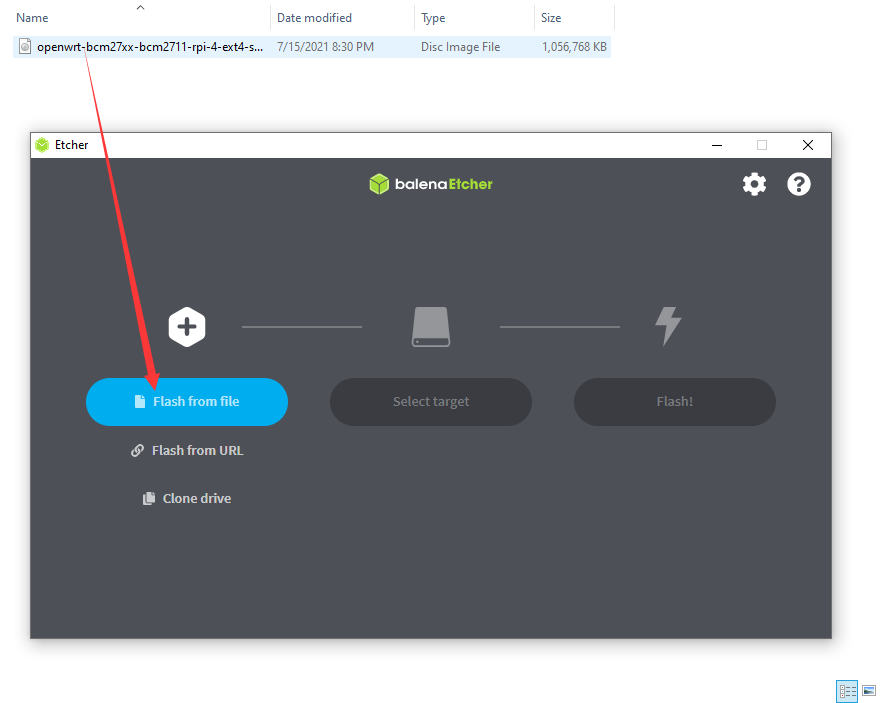 Name Date modified Type Size
openwrt-bcm27xx-bcm2711-rpi-4-ext4-s... 7/15/2021 8:30 PM Disc Image File 1,056,768 KB
Etcher
balenaEtcher
Flash from file Select target Flash!
Flash from URL
Clone drive